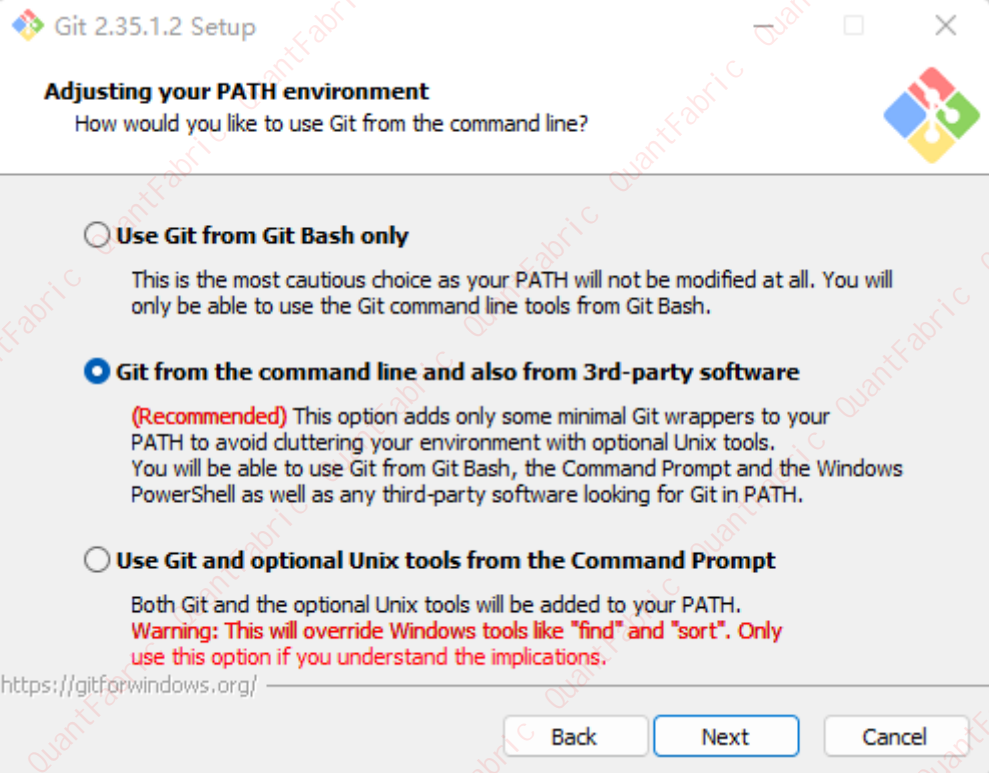 Git 2.35.1.2 Setup
Adjusting your PATH environment
How would you like to use Git from the command line?
Use Git from Git Bash only
This is the most cautious choice as your PATH will not be modified at all. You will
only be able to use the Git command line tools from Git Bash.
Git from the command line and also from 3rd-party software
(Recommended) This option adds only some minimal Git wrappers to your
PATH to avoid cluttering your environment with optional Unix tools.
You will be able to use Git from Git Bash, the Command Prompt and the Windows
PowerShell as well as any third-party software looking for Git in PATH.
Use Git and optional Unix tools from the Command Prompt
Both Git and the optional Unix tools will be added to your PATH.
Warning: This will override Windows tools like "find" and "sort". Only
use this option if you understand the implications.
https://gitforwindows.org/
Back Next Cancel
QuantFabric